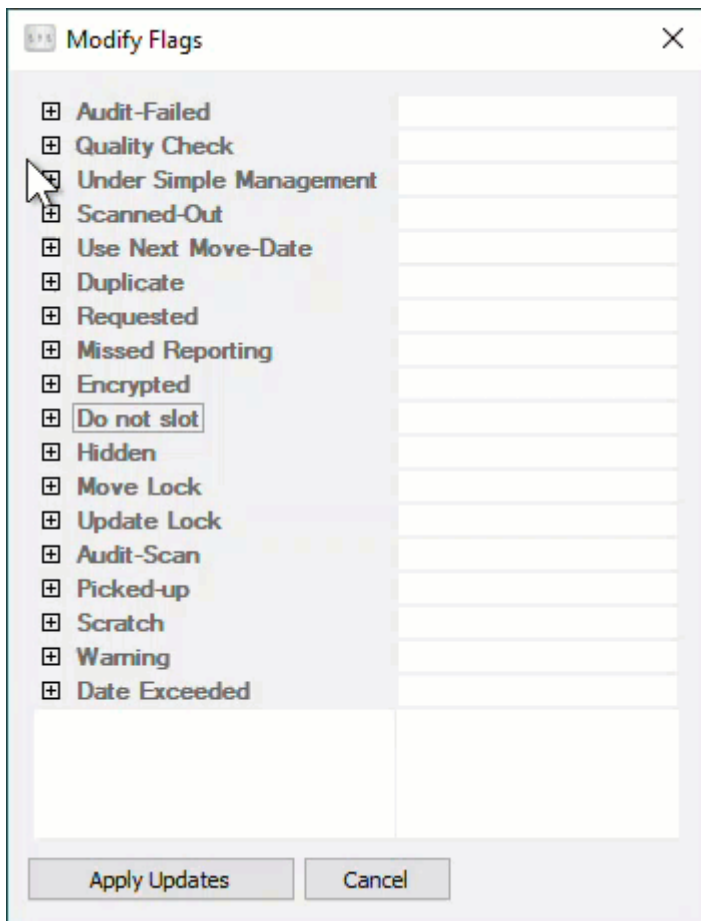 Modify Flags
Audit-Failed
Quality Check
Under Simple Management
Scanned-Out
Use Next Move-Date
Duplicate
Requested
Missed Reporting
Encrypted
Do not slot
Hidden
Move Lock
Update Lock
Audit-Scan
Picked-up
Scratch
Warning
Date Exceeded
Apply Updates Cancel